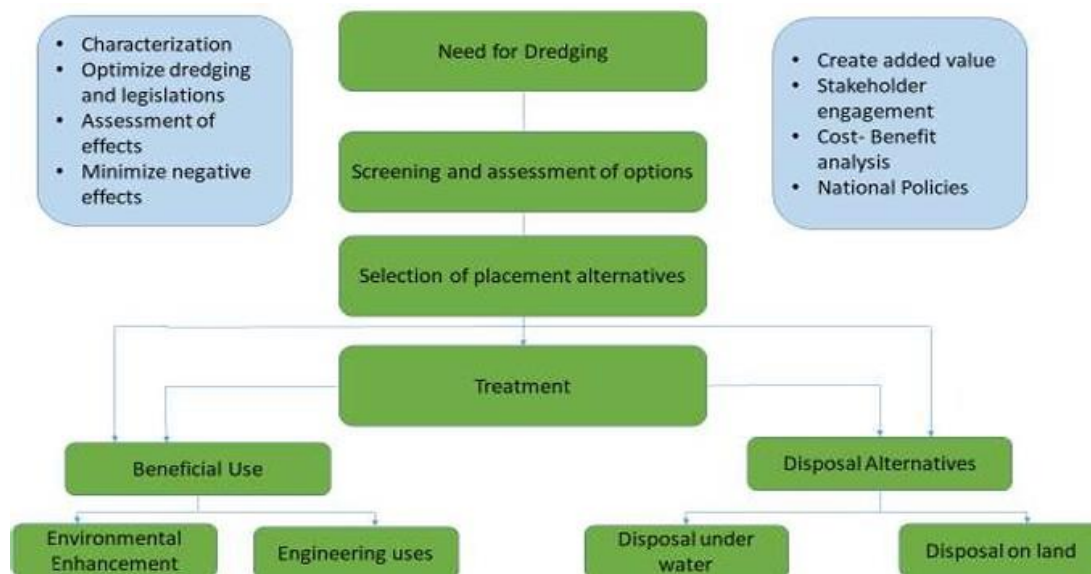 • Characterization
• Optimize dredging
and legislations
• Assessment of
effects
• Minimize negative
effects
Need for Dredging
• Create added value
• Stakeholder
engagement
• Cost- Benefit
analysis
• National Policies
Screening and assessment of options
Selection of placement alternatives
Treatment
Beneficial Use
Disposal Alternatives
Environmental
Enhancement
Engineering uses
Disposal under
water
Disposal on land